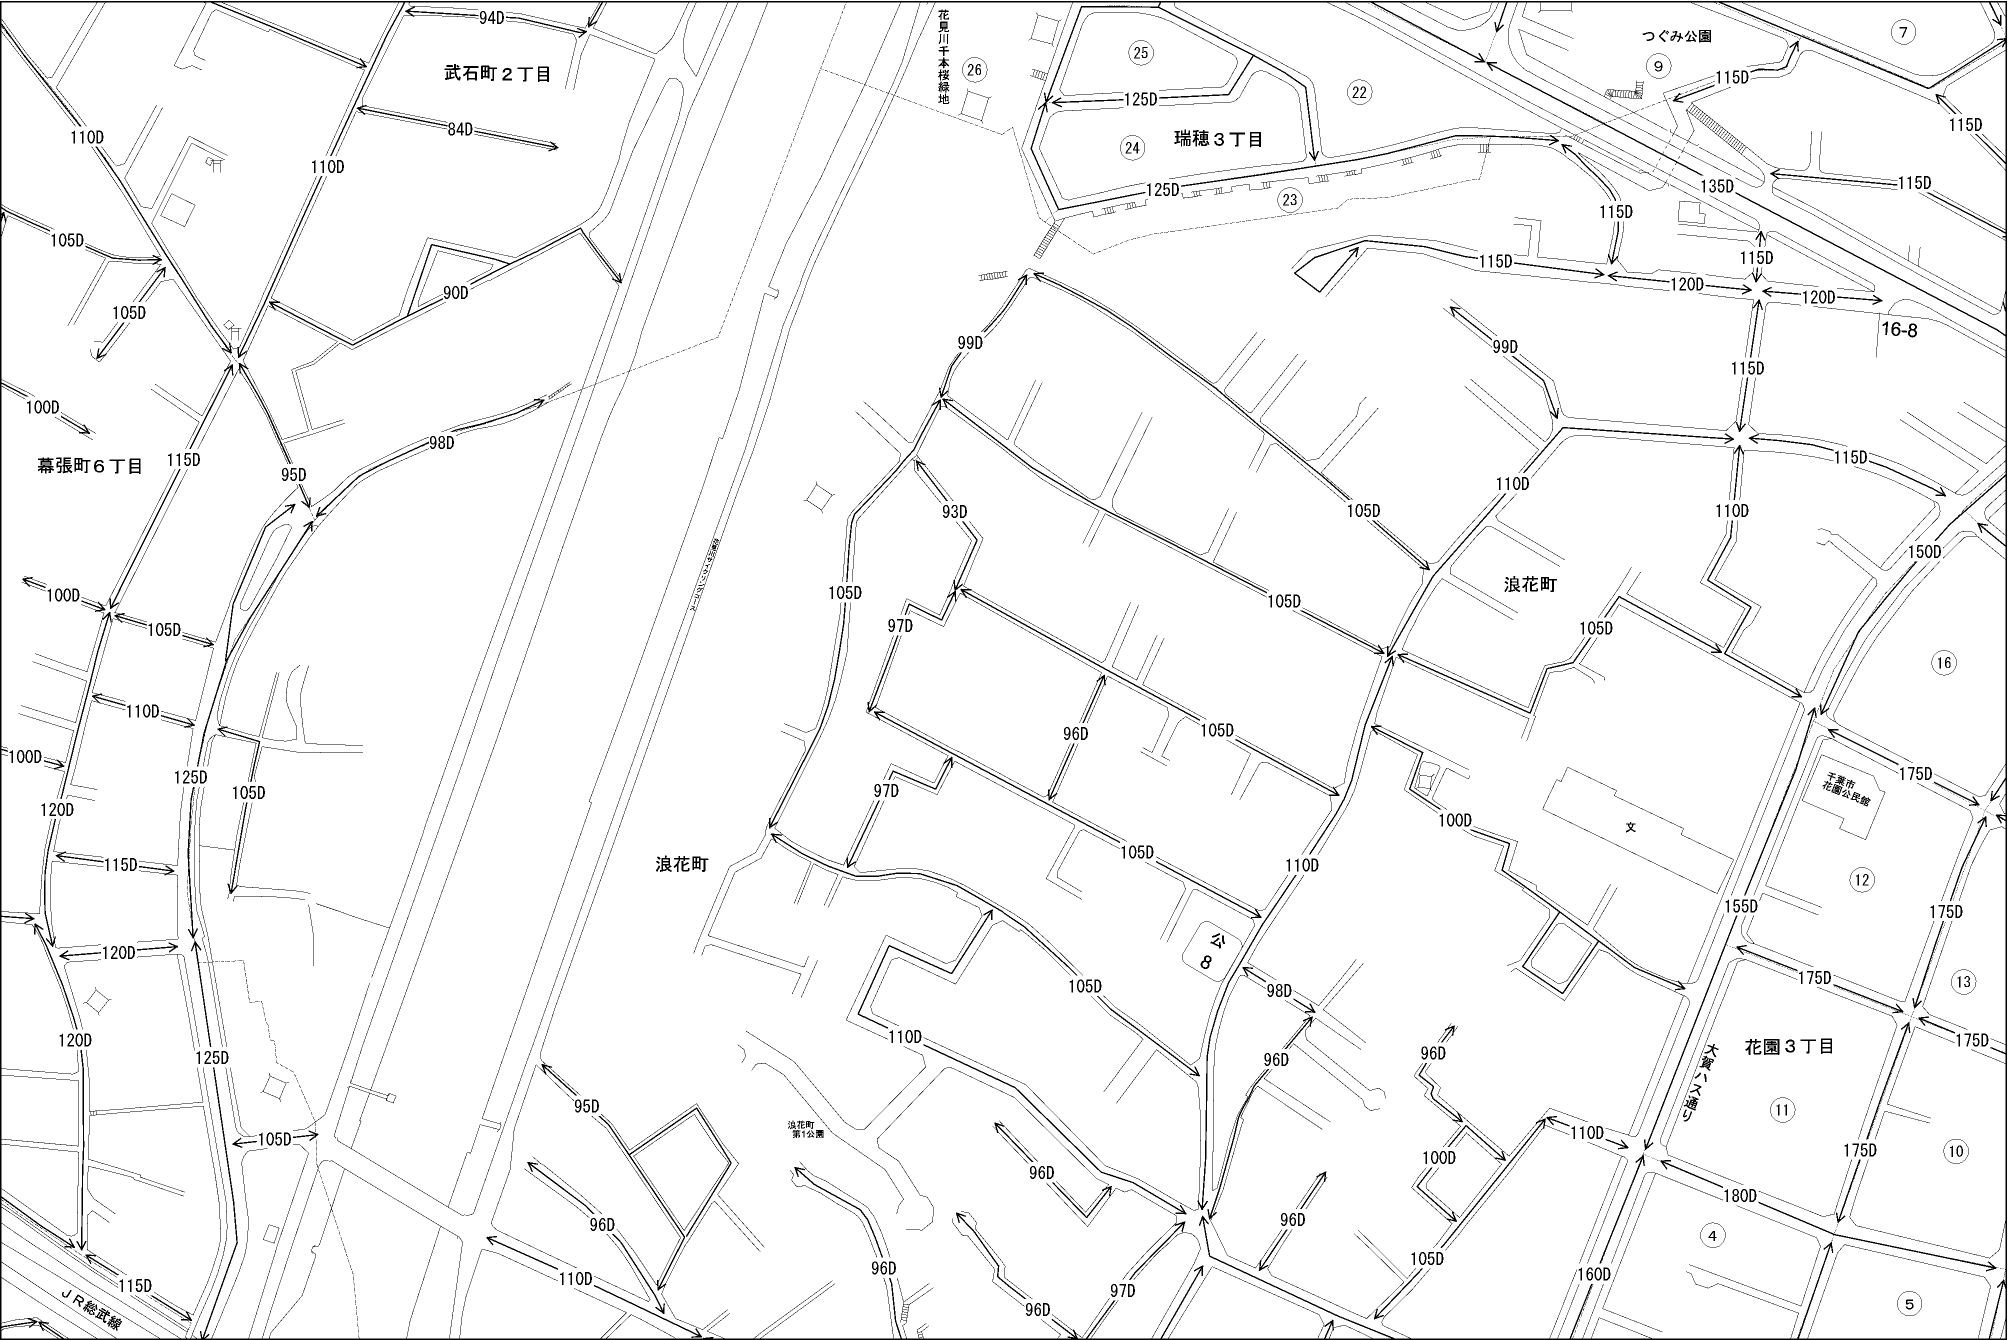 94D
武石町２丁目
花見川千本桜緑地
26
25
22
24
瑞穂３丁目
125D
125D
23
つぐみ公園
9
7
115D
115D
135D
115D
115D
115D
115D
120D
120D
16-8
84D
110D
110D
105D
105D
90D
100D
幕張町６丁目
115D
95D
98D
99D
99D
115D
115D
110D
110D
105D
93D
150D
100D
105D
105D
105D
97D
浪花町
105D
16
110D
100D
125D
105D
120D
96D
105D
97D
100D
175D
千葉市
花園公民館
文
115D
浪花町
105D
110D
12
155D
175D
120D
公
8
105D
98D
175D
13
120D
125D
110D
96D
96D
175D
花園３丁目
大賀ハス通り
95D
105D
浪花町
第1公園
110D
11
10
100D
175D
96D
96D
96D
180D
4
110D
96D
97D
96D
105D
160D
115D
5
ＪＲ総武線